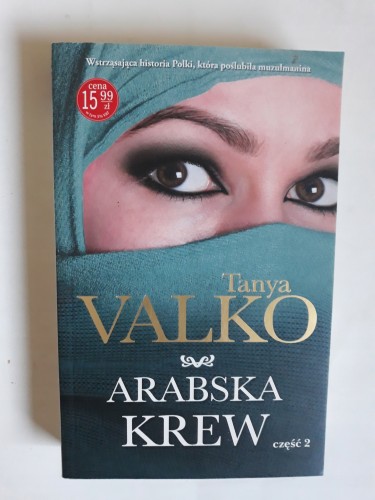 Wstrząsająca historia Polki, która poślubiła muzułmanina
cena
15 99
zł
Tanya
VALKO
ARABSKA
KREW
część 2